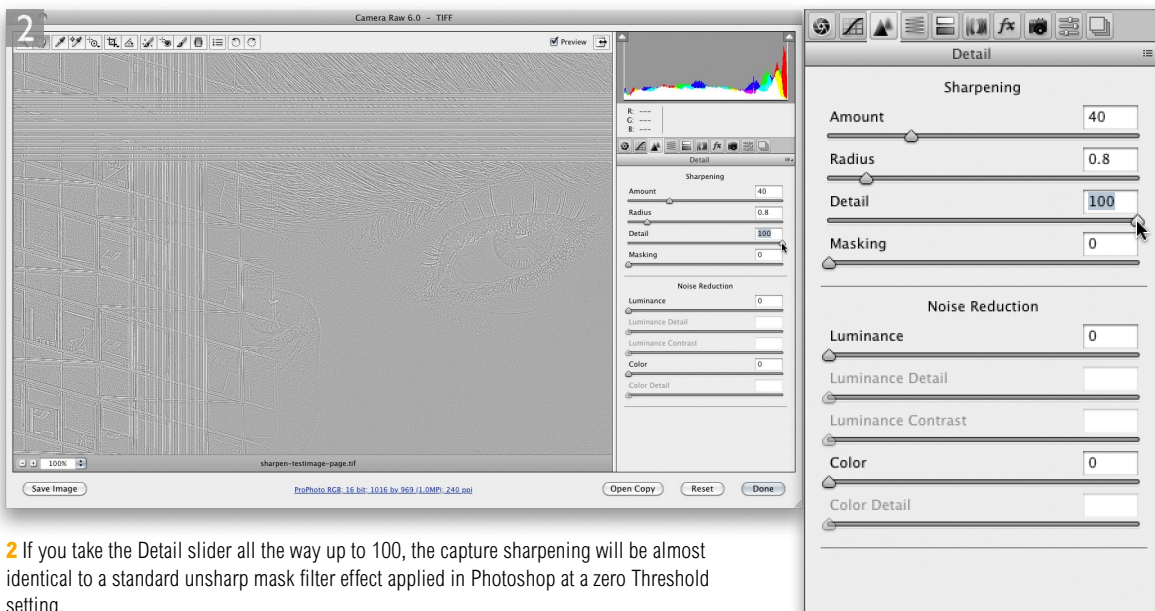 2
Camera Raw 6.0 – TIFF
Preview
R: ---
G: ---
B: ---
Detail
Sharpening
Amount 40
Radius 0.8
Detail 100
Masking 0
Noise Reduction
Luminance 0
Luminance Detail
Luminance Contrast
Color 0
Color Detail
100%
sharpen-testimage-page.tif
Save Image
ProPhoto RGB; 16 bit; 1016 by 969 (1.0MP); 240 ppi
Open Copy
Reset
Done
fx
Detail
Sharpening
Amount 40
Radius 0.8
Detail 100
Masking 0
Noise Reduction
Luminance 0
Luminance Detail
Luminance Contrast
Color 0
Color Detail
2 If you take the Detail slider all the way up to 100, the capture sharpening will be almost
identical to a standard unsharp mask filter effect applied in Photoshop at a zero Threshold
setting.